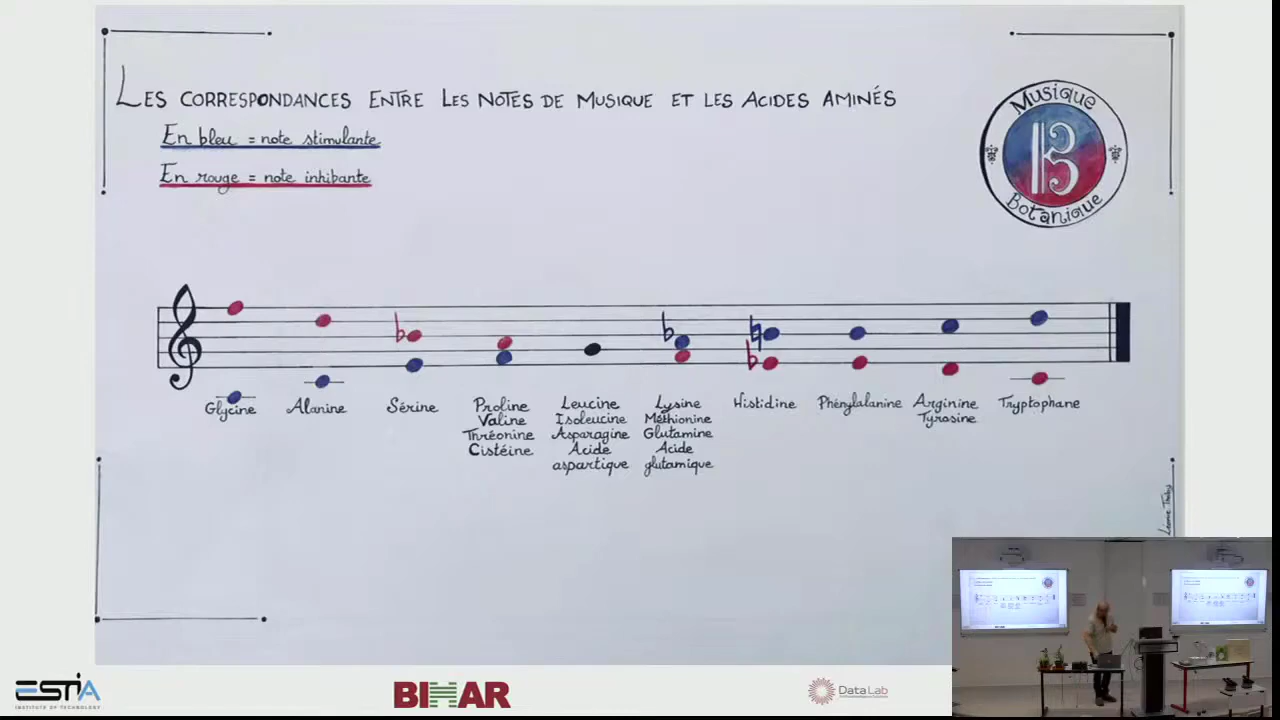 LES CORRESPONDANCES ENTRE LES NOTES DE MUSIQUE ET LES ACIDES AMINÉS
En bleu = note stimulante
En rouge = note inhibante
Musique
Botanique
Glycine
Alanine
Sérine
Proline
Valine
Thréonine
Cistéine
Leucine
Isoleucine
Asparagine
Acide
aspartique
Lysine
Méthionine
Glutamine
Acide
glutamique
Histidine
Phénylalanine
Arginine
Tyrosine
Tryptophane
ESTIA
INSTITUTE OF TECHNOLOGY
BIHAR
DataLab